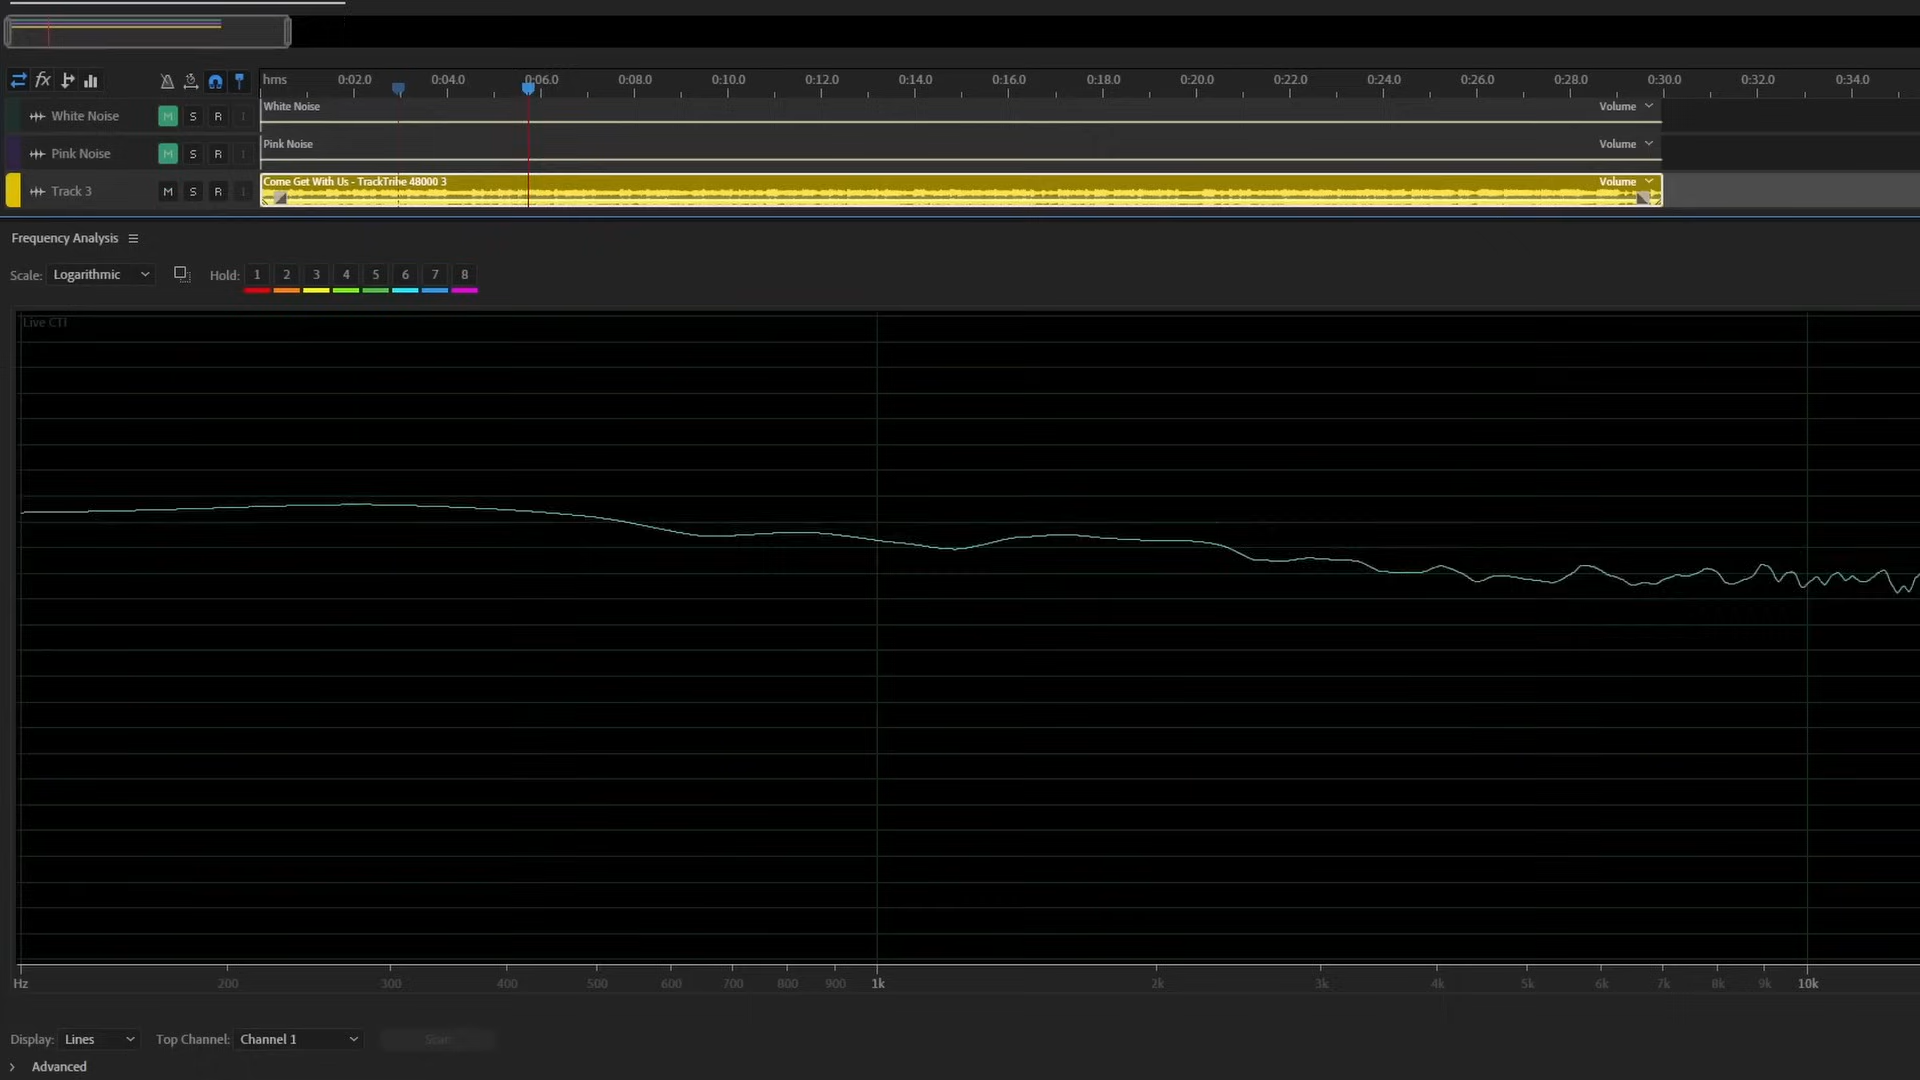 hms 0:02.0 0:04.0 0:06.0 0:08.0 0:10.0 0:12.0 0:14.0 0:16.0 0:18.0 0:20.0 0:22.0 0:24.0 0:26.0 0:28.0 0:30.0 0:32.0 0:34.0
White Noise M S R I White Noise Volume
Pink Noise M S R I Pink Noise Volume
Track 3 M S R I Come Get With Us - TrackTribe 48000 3 Volume
Frequency Analysis
Scale: Logarithmic Hold: 1 2 3 4 5 6 7 8
Live CTI
Hz 200 300 400 500 600 700 800 900 1k 2k 3k 4k 5k 6k 7k 8k 9k 10k
Display: Lines Top Channel: Channel 1 Scan
Advanced